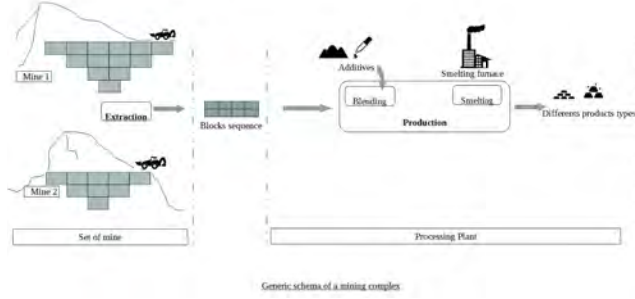 Mine 1
Extraction
Blocks sequence
Additives
Blending
Smelting furnace
Smelting
Production
Differents products types
Mine 2
Set of mine
Processing Plant
Generic schema of a mining complex